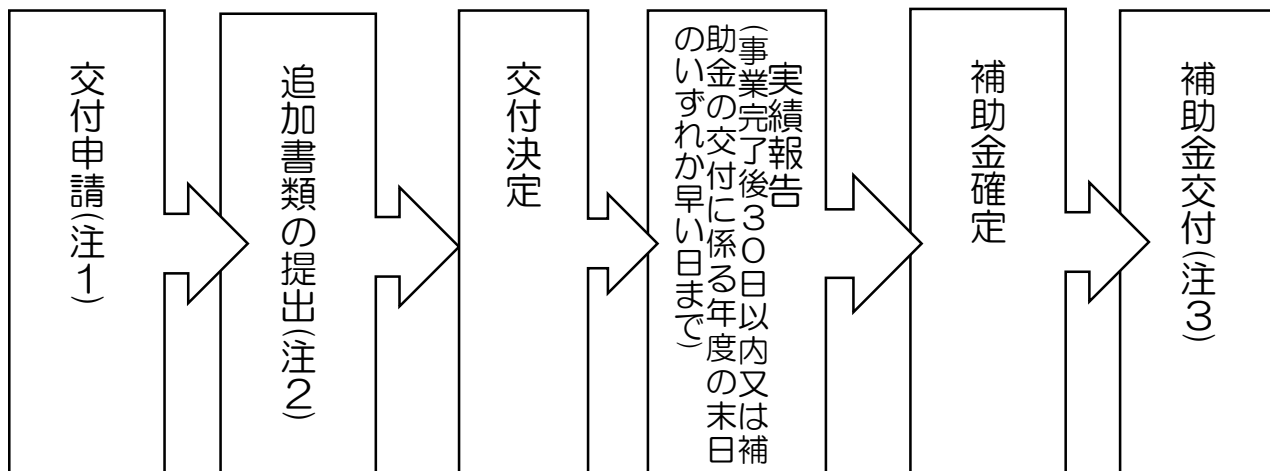 交付申請（注１）
追加書類の提出（注２）
交付決定
実績報告
（事業完了後３０日以内又は補
助金の交付に係る年度の末日
のいずれか早い日まで）
補助金確定
補助金交付（注３）